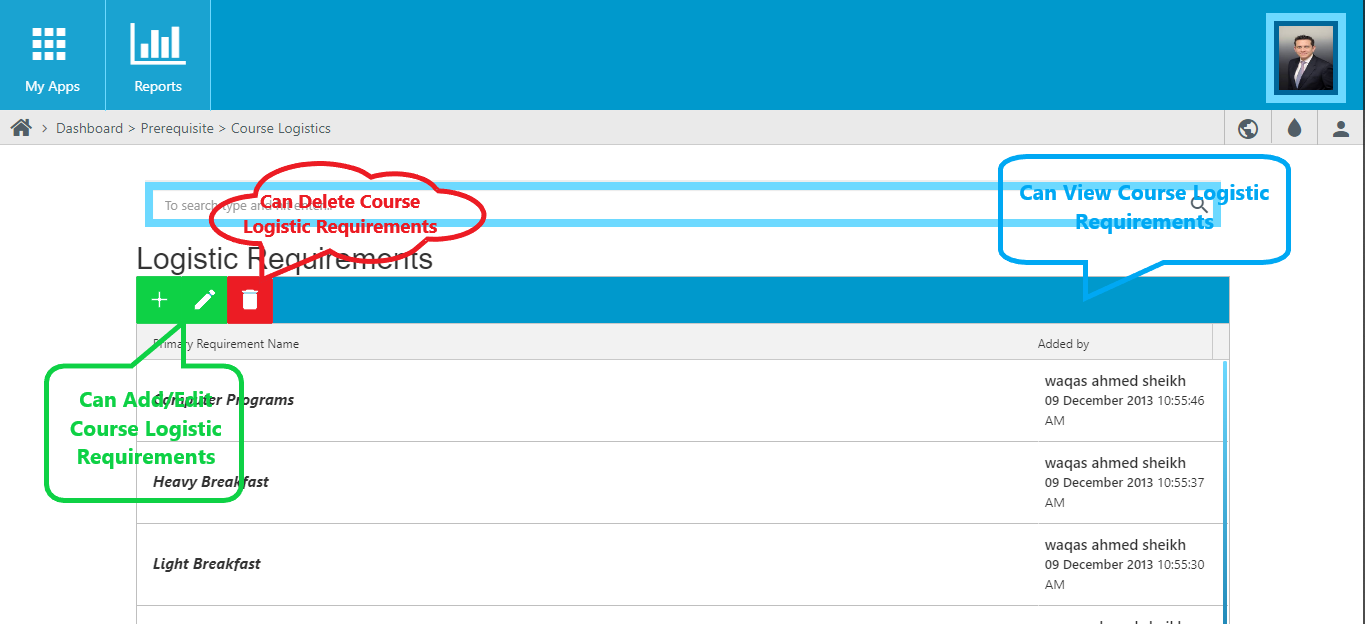 My Apps
Reports
> Dashboard > Prerequisite > Course Logistics
To search type and hit enter...
Can Delete Course
Logistic Requirements
Can View Course Logistic
Requirements
Logistic Requirements
Primary Requirement Name
Added by
Can Add/Edit
Course Logistic
Requirements
Computer Programs
waqas ahmed sheikh
09 December 2013 10:55:46
AM
Heavy Breakfast
waqas ahmed sheikh
09 December 2013 10:55:37
AM
Light Breakfast
waqas ahmed sheikh
09 December 2013 10:55:30
AM